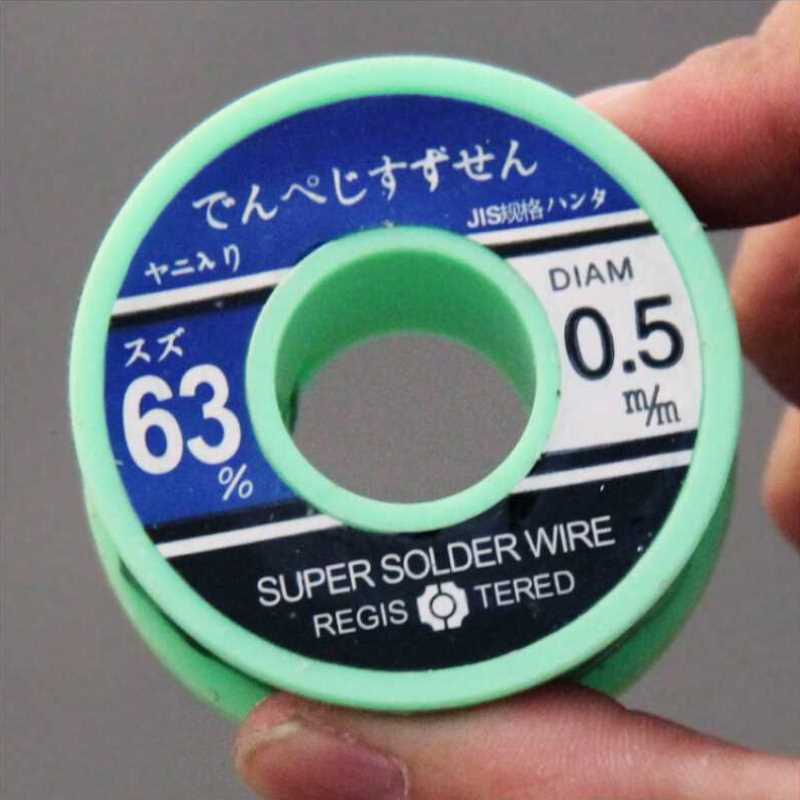 でんぺじすずせん
JIS规格ハンタ
ヤニ入り
スズ
63
%
DIAM
0.5
m/m
SUPER SOLDER WIRE
REGIS TERED